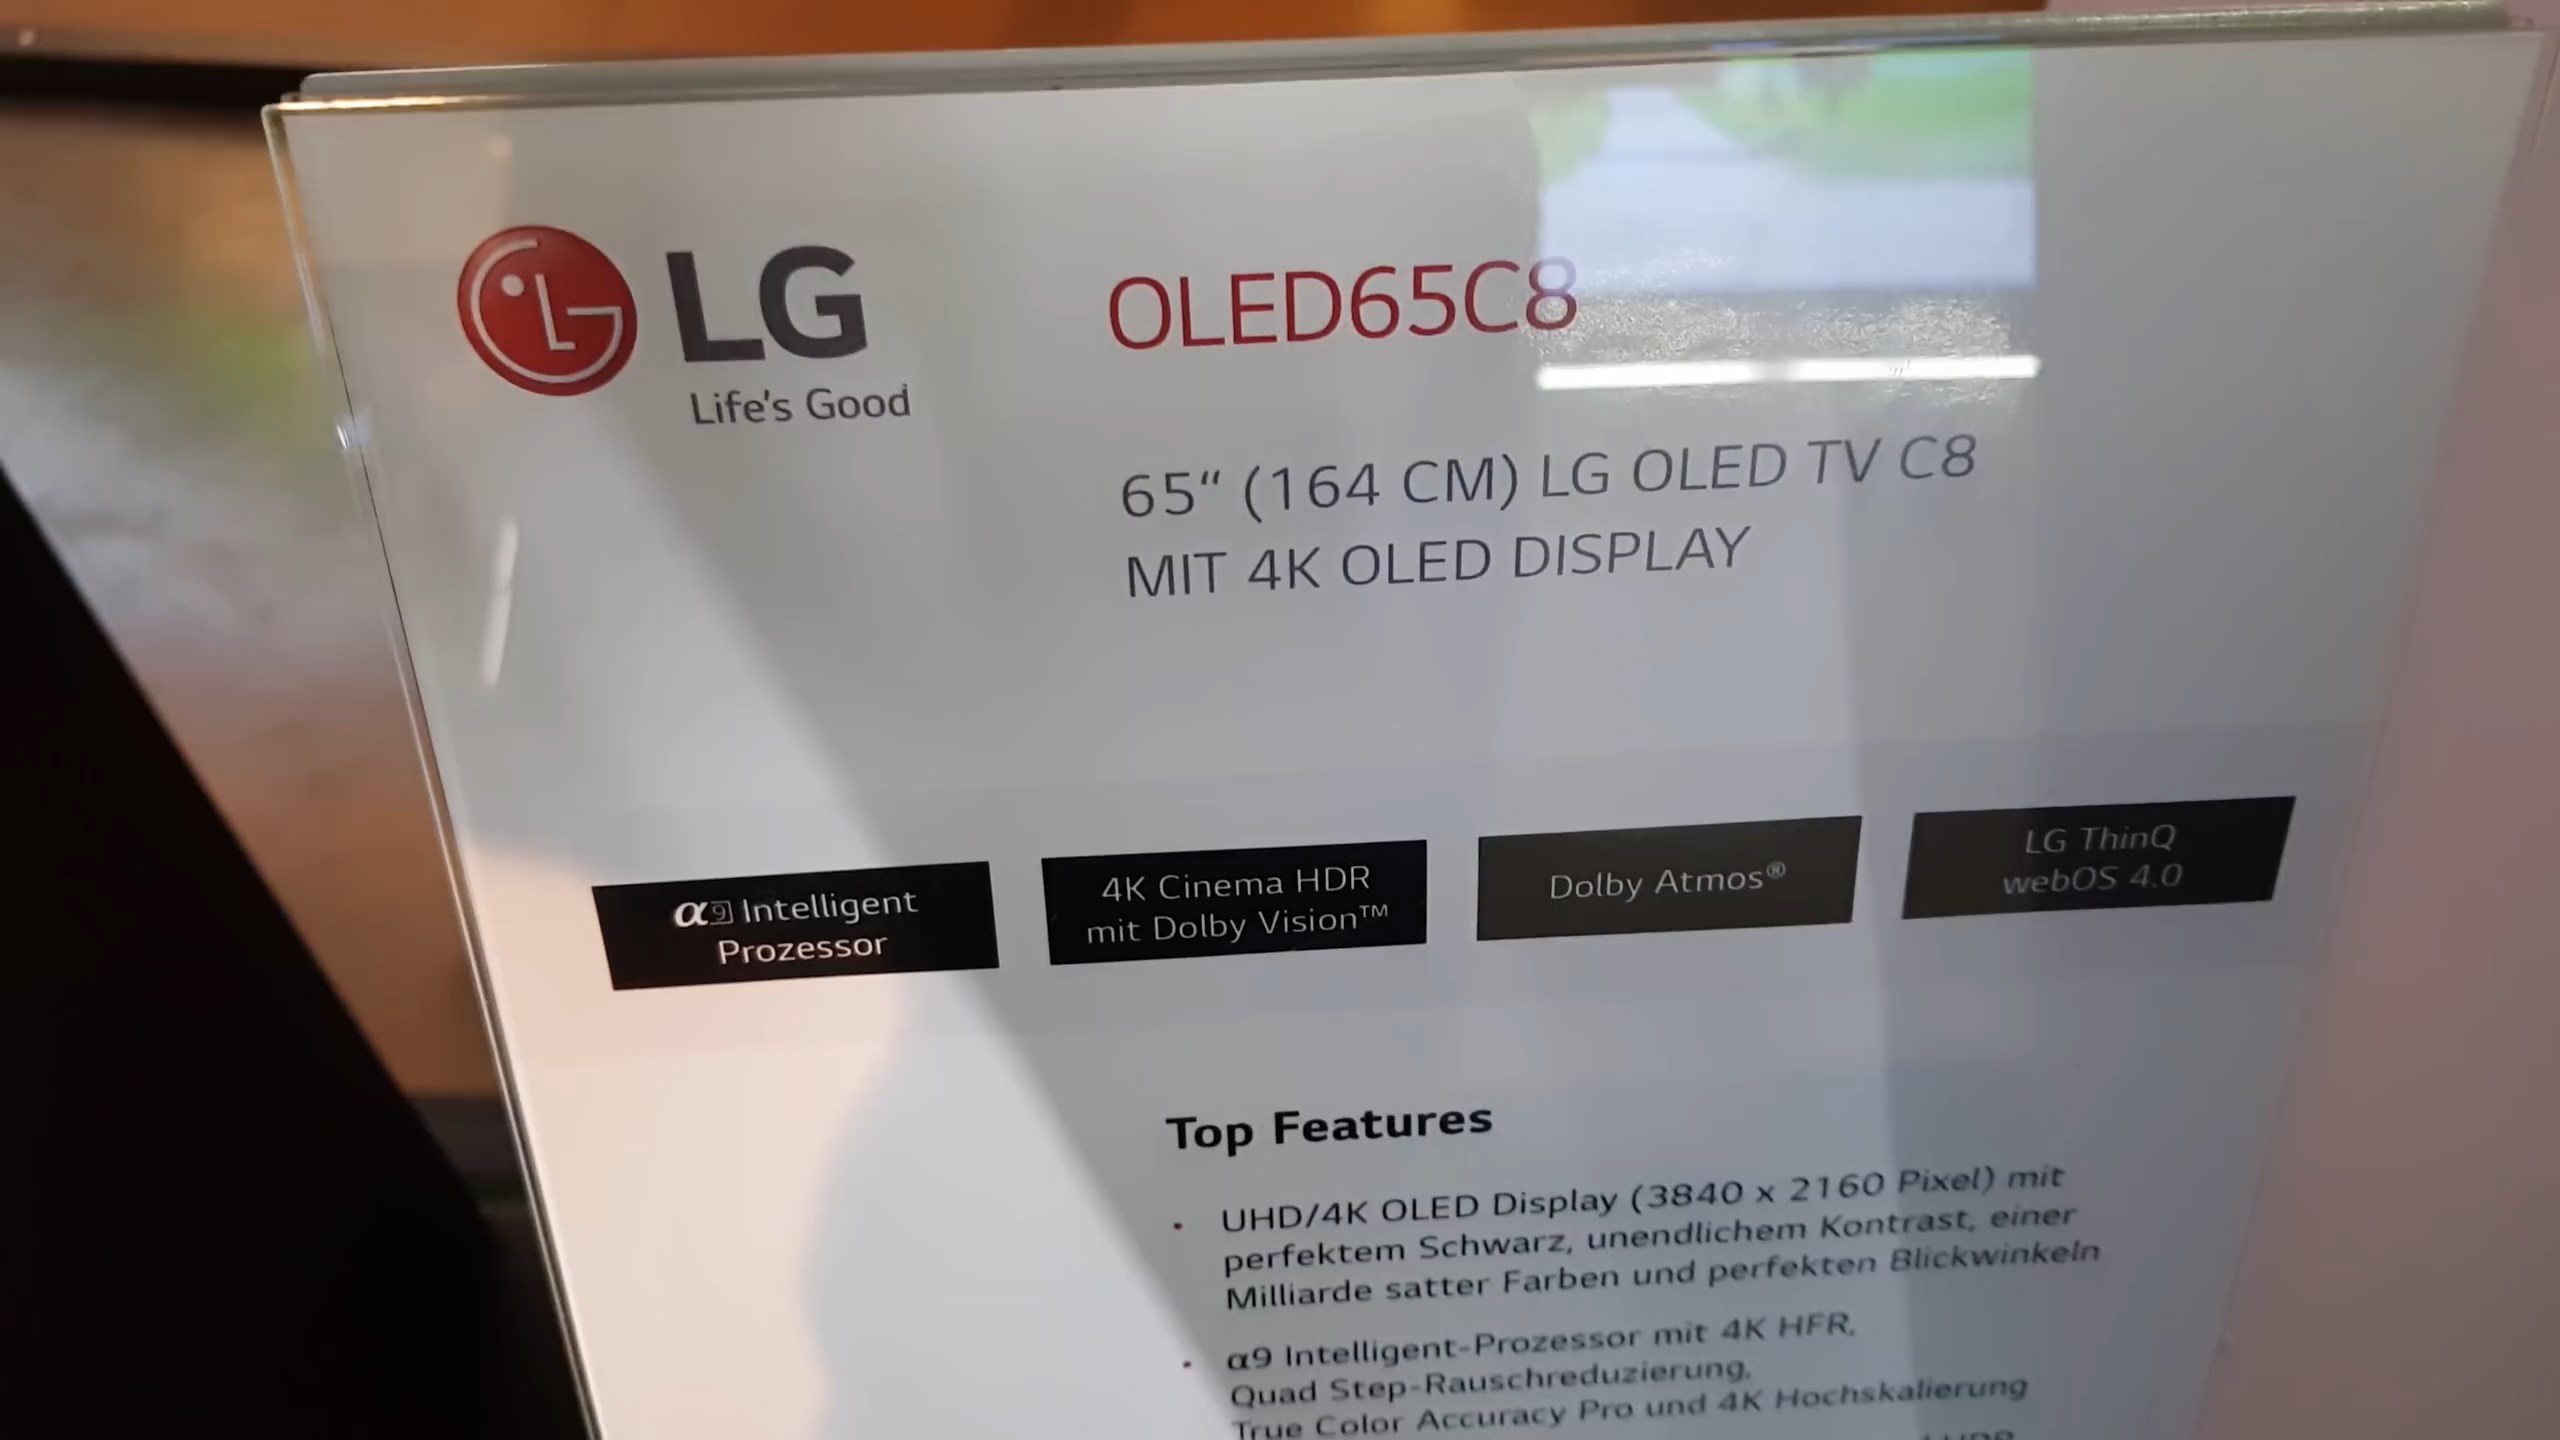 LG
Life's Good
OLED65C8
65“ (164 CM) LG OLED TV C8
MIT 4K OLED DISPLAY
α9 Intelligent
Prozessor
4K Cinema HDR
mit Dolby Vision™
Dolby Atmos®
LG ThinQ
webOS 4.0
Top Features
• UHD/4K OLED Display (3840 x 2160 Pixel) mit
perfektem Schwarz, unendlichem Kontrast, einer
Milliarde satter Farben und perfekten Blickwinkeln
• α9 Intelligent-Prozessor mit 4K HFR,
Quad Step-Rauschreduzierung,
True Color Accuracy Pro und 4K Hochskalierung